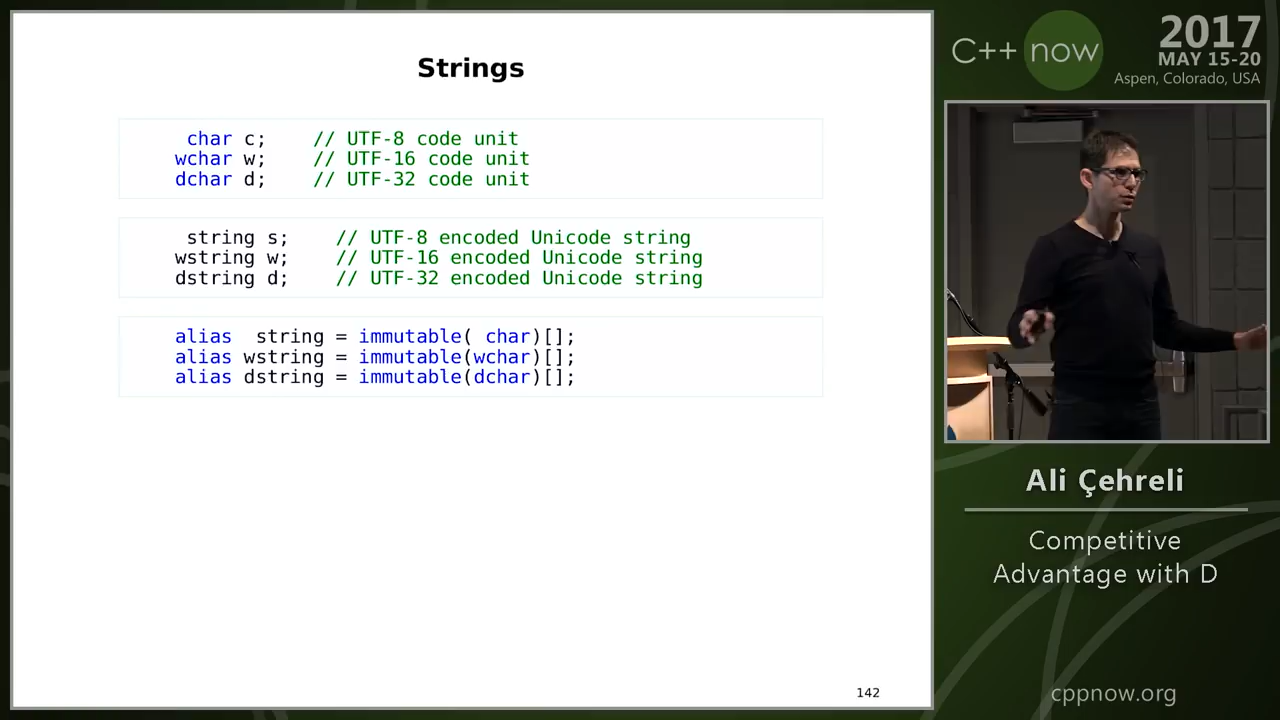 Strings
char c;    // UTF-8 code unit
wchar w;    // UTF-16 code unit
dchar d;    // UTF-32 code unit
string s;    // UTF-8 encoded Unicode string
wstring w;    // UTF-16 encoded Unicode string
dstring d;    // UTF-32 encoded Unicode string
alias  string = immutable( char)[];
alias wstring = immutable(wchar)[];
alias dstring = immutable(dchar)[];
142
C++ now
2017
MAY 15-20
Aspen, Colorado, USA
Ali Çehreli
Competitive
Advantage with D
cppnow.org